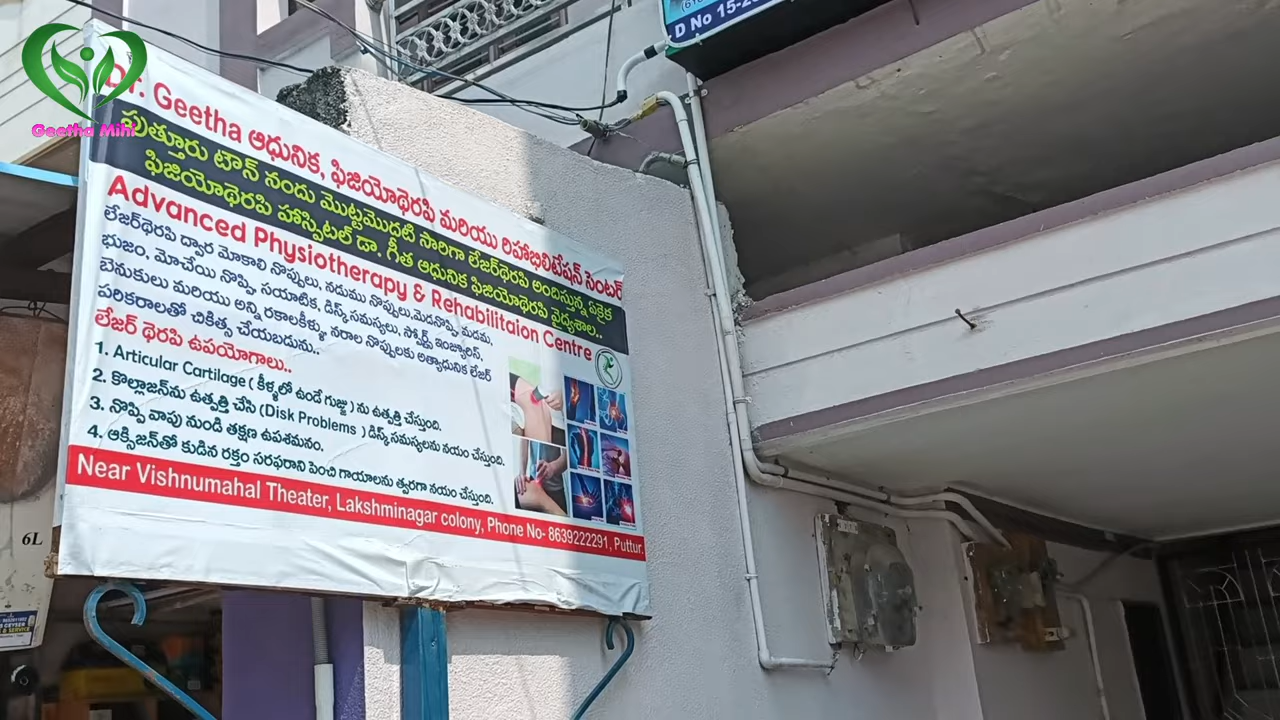 Geetha Mihi
D No 15-2
Dr. Geetha ఆధునిక, ఫిజియోథెరపి మరియు రిహాభిలిటేషన్ సెంటర్
పుత్తూరు టౌన్ నందు మొట్టమొదటి సారిగా లేజర్‌థెరపి అందిస్తున్న ఏకైక
ఫిజియోథెరపి హాస్పిటల్ డా. గీత ఆధునిక ఫిజియోథెరపి వైద్యశాల..
Advanced Physiotherapy & Rehabilitaion Centre
లేజర్‌థెరపి ద్వార మోకాలి నొప్పులు, నడుము నొప్పులు,మెడనొప్పి, మడమ,
భుజం, మోచేయి నొప్పి, సయాటిక, డిస్క్ సమస్యలు, స్పోర్ట్స్ ఇంజ్యూరిస్,
బెనుకులు మరియు అన్ని రకాలకీళ్ళు, నరాల నొప్పులకు అత్యాధునిక లేజర్
పరికరాలతో చికిత్స చేయబడును..
లేజర్ థెరపి ఉపయోగాలు..
1. Articular Cartilage ( కీళ్ళలో ఉండే గుజ్జు ) ను ఉత్పత్తి చేస్తుంది.
2. కొల్లాజన్‌ను ఉత్పత్తి చేసి (Disk Problems ) డిస్క్ సమస్యలను నయం చేస్తుంది.
3. నొప్పి వాపు నుండి తక్షణ ఉపశమనం.
4. ఆక్సిజన్‌తో కుడిన రక్తం సరఫరాని పెంచి గాయాలను త్వరగా నయం చేస్తుంది.
Near Vishnumahal Theater, Lakshminagar colony, Phone No- 8639222291, Puttur.
6L